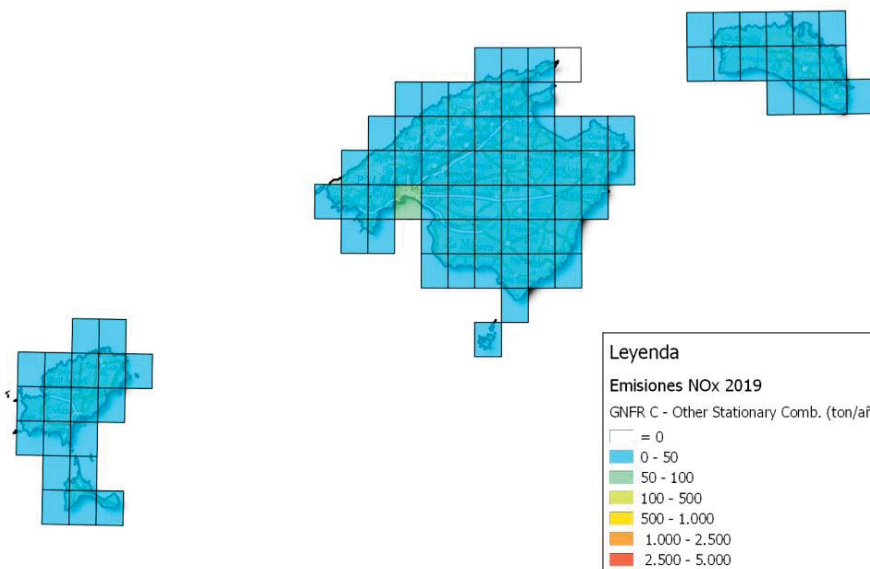 Leyenda
Emisiones NOx 2019
GNFR C - Other Stationary Comb. (ton/añ
= 0
0 - 50
50 - 100
100 - 500
500 - 1.000
1.000 - 2.500
2.500 - 5.000